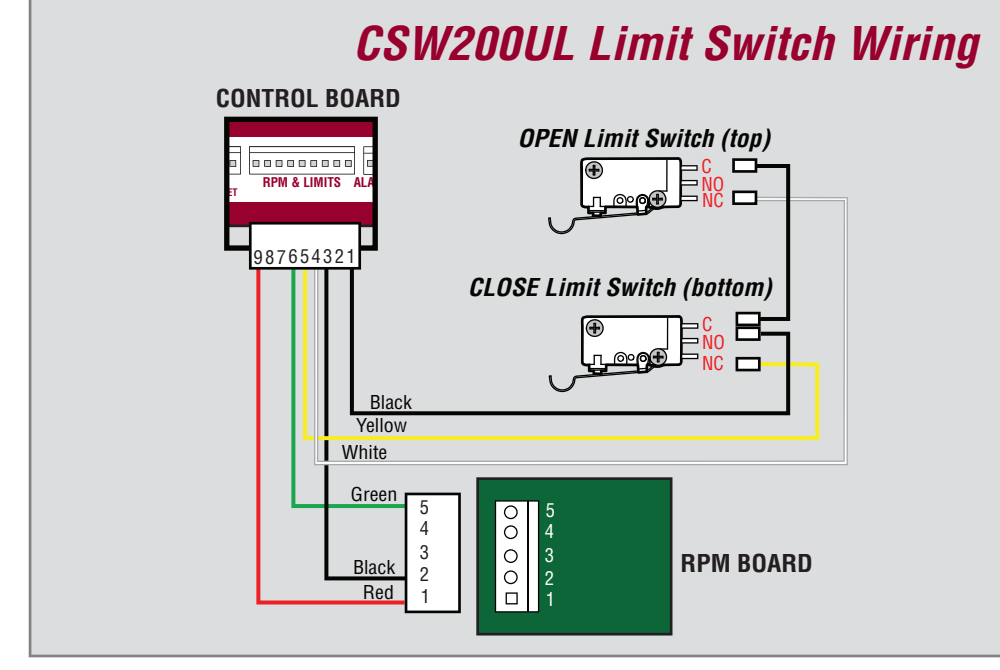 CSW200UL Limit Switch Wiring
CONTROL BOARD
RPM & LIMITS
ALA
ET
987654321
OPEN Limit Switch (top)
C
NO
NC
CLOSE Limit Switch (bottom)
C
NO
NC
Black
Yellow
White
Green
Black
Red
5
4
3
2
1
5
4
3
2
1
RPM BOARD